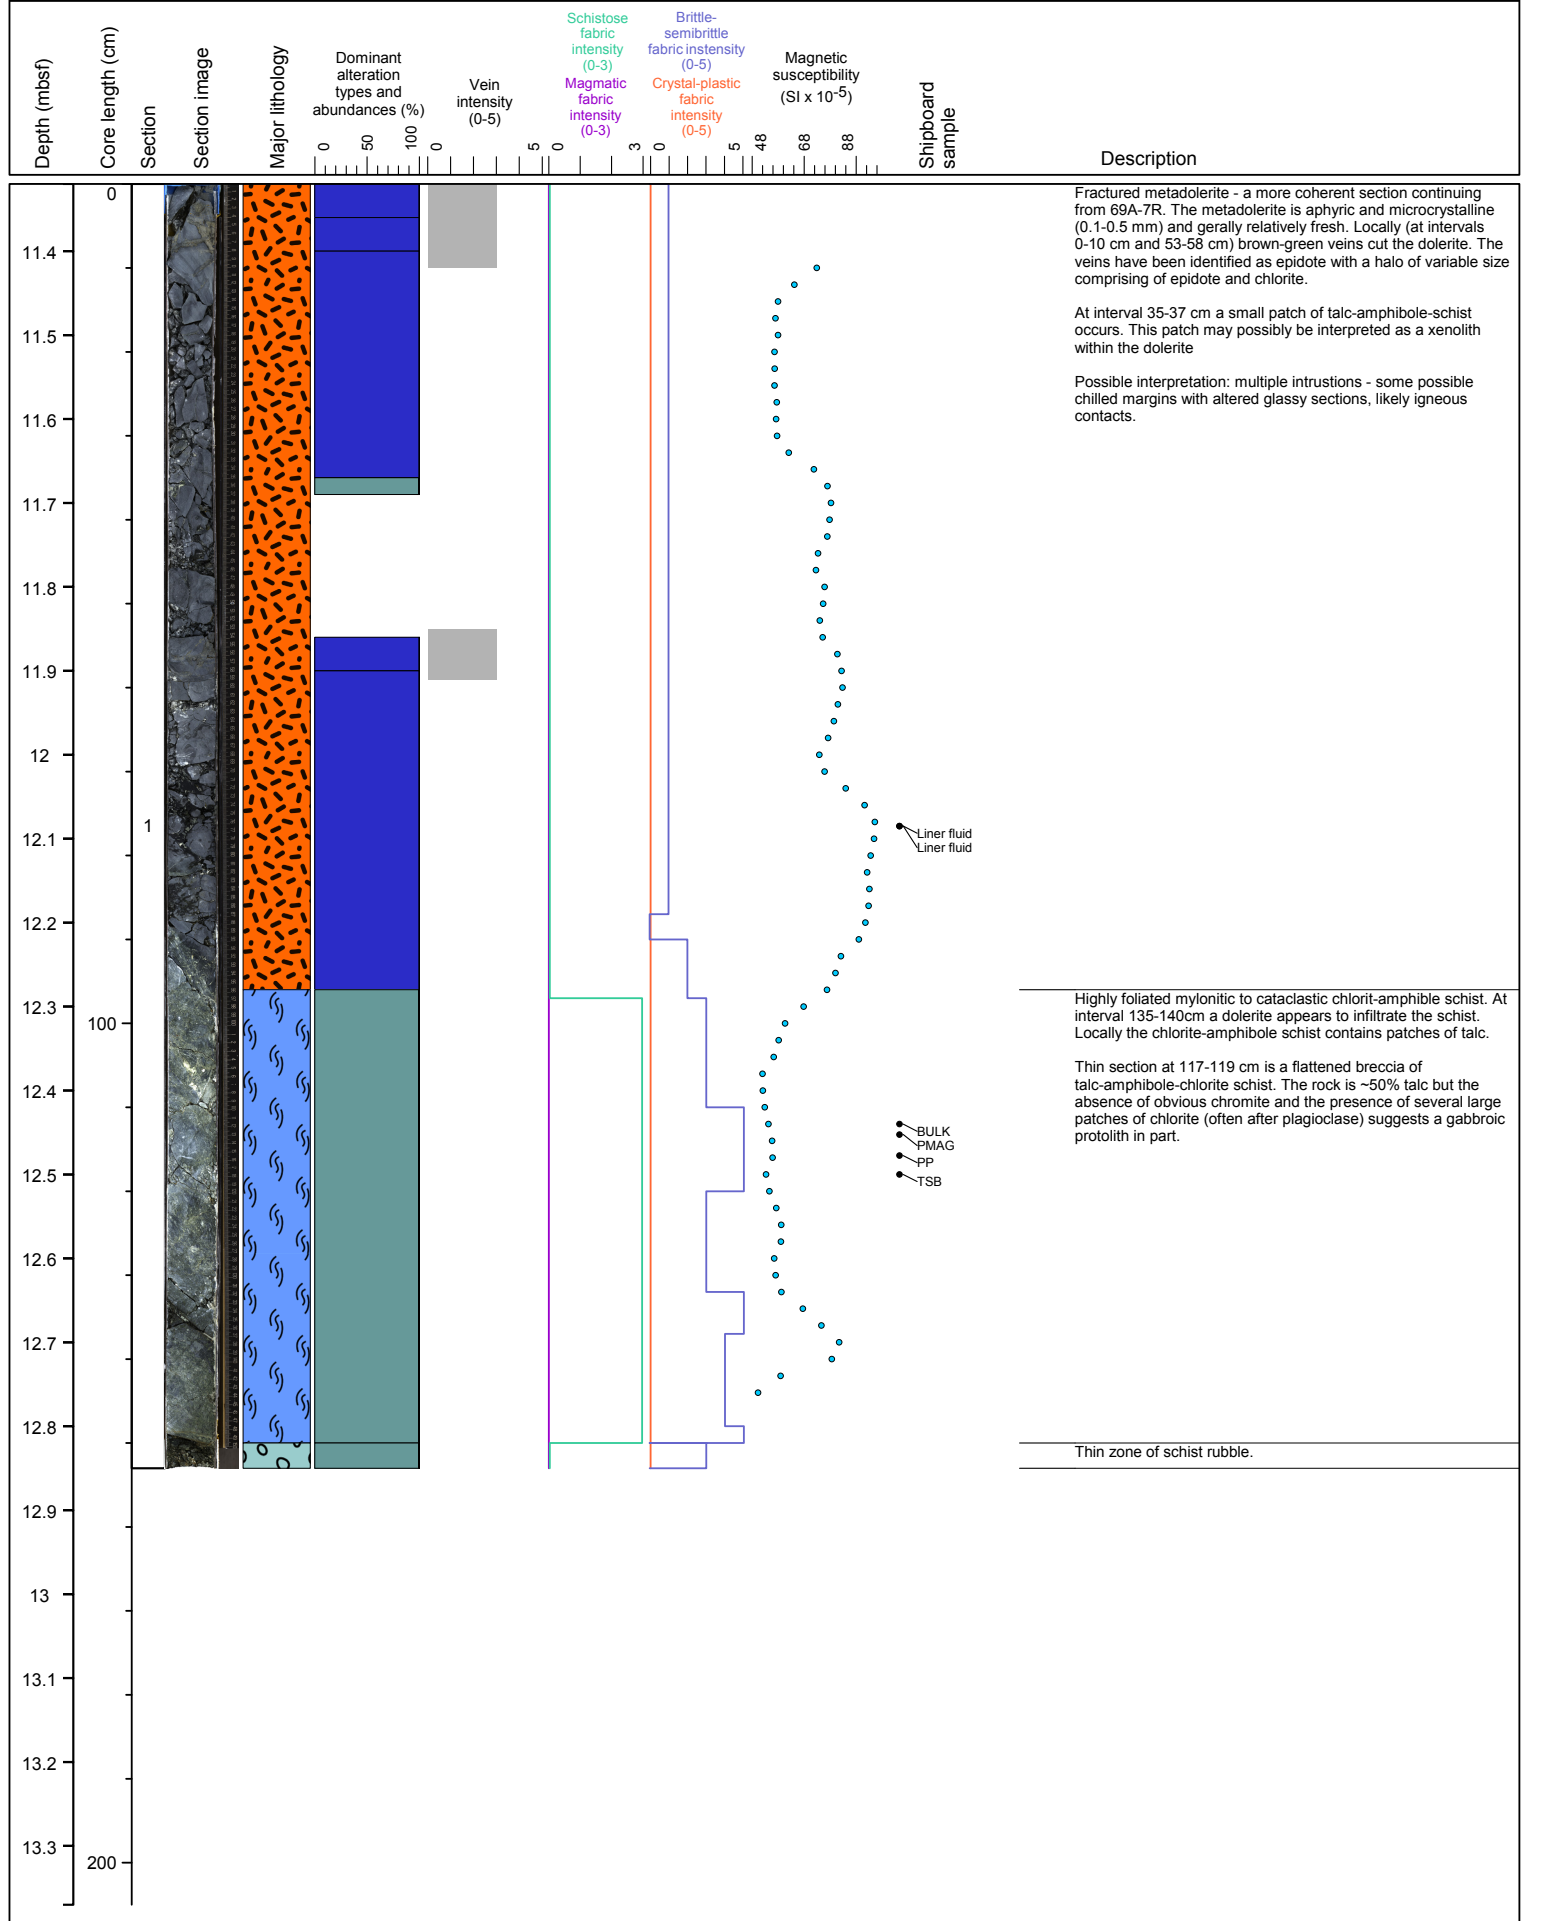 Depth (mbsf)
Core length (cm)
Section
Section image
Major lithology
Dominant
alteration
types and
abundances (%)
0
50
100
Vein
intensity
(0-5)
0
5
Schistose
fabric
intensity
(0-3)
Magmatic
fabric
intensity
(0-3)
0
3
Brittle-
semibrittle
fabric instensity
(0-5)
Crystal-plastic
fabric
intensity
(0-5)
0
5
Magnetic
susceptibility
(SI x 10-5)
48
68
88
Shipboard
sample
Description
0
11.4
11.5
11.6
11.7
11.8
11.9
12
12.1
12.2
12.3
100
12.4
12.5
12.6
12.7
12.8
12.9
13
13.1
13.2
13.3
200
1
Liner fluid
Liner fluid
BULK
PMAG
PP
TSB
Fractured metadolerite - a more coherent section continuing
from 69A-7R. The metadolerite is aphyric and microcrystalline
(0.1-0.5 mm) and gerally relatively fresh. Locally (at intervals
0-10 cm and 53-58 cm) brown-green veins cut the dolerite. The
veins have been identified as epidote with a halo of variable size
comprising of epidote and chlorite.
At interval 35-37 cm a small patch of talc-amphibole-schist
occurs. This patch may possibly be interpreted as a xenolith
within the dolerite
Possible interpretation: multiple intrustions - some possible
chilled margins with altered glassy sections, likely igneous
contacts.
Highly foliated mylonitic to cataclastic chlorit-amphible schist. At
interval 135-140cm a dolerite appears to infiltrate the schist.
Locally the chlorite-amphibole schist contains patches of talc.
Thin section at 117-119 cm is a flattened breccia of
talc-amphibole-chlorite schist. The rock is ~50% talc but the
absence of obvious chromite and the presence of several large
patches of chlorite (often after plagioclase) suggests a gabbroic
protolith in part.
Thin zone of schist rubble.